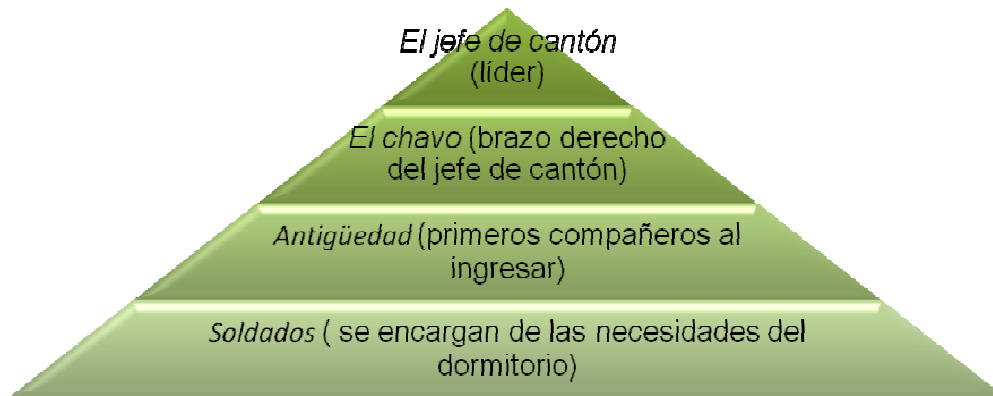 El jefe de cantón
(líder)
El chavo (brazo derecho
del jefe de cantón)
Antigüedad (primeros compañeros al
ingresar)
Soldados ( se encargan de las necesidades del
dormitorio)